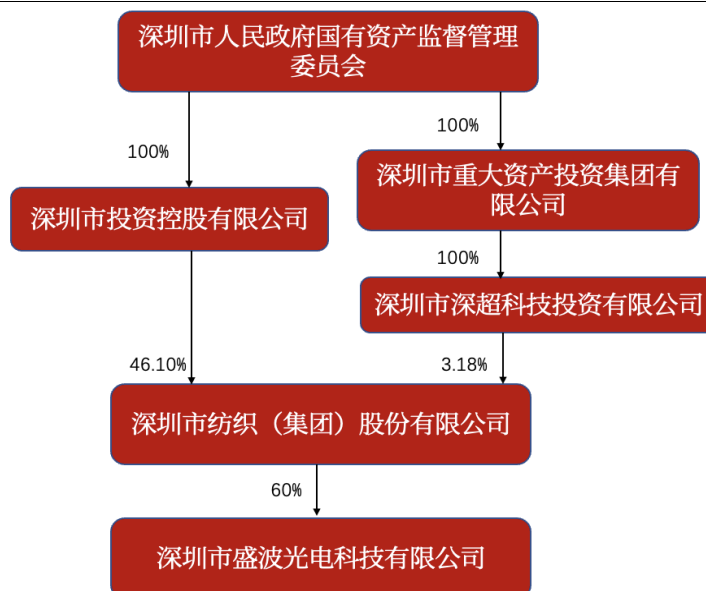 深圳市人民政府国有资产监督管理
委员会
100%
100%
深圳市投资控股有限公司
深圳市重大资产投资集团有
限公司
100%
深圳市深超科技投资有限公司
46.10%
3.18%
深圳市纺织（集团）股份有限公司
60%
深圳市盛波光电科技有限公司